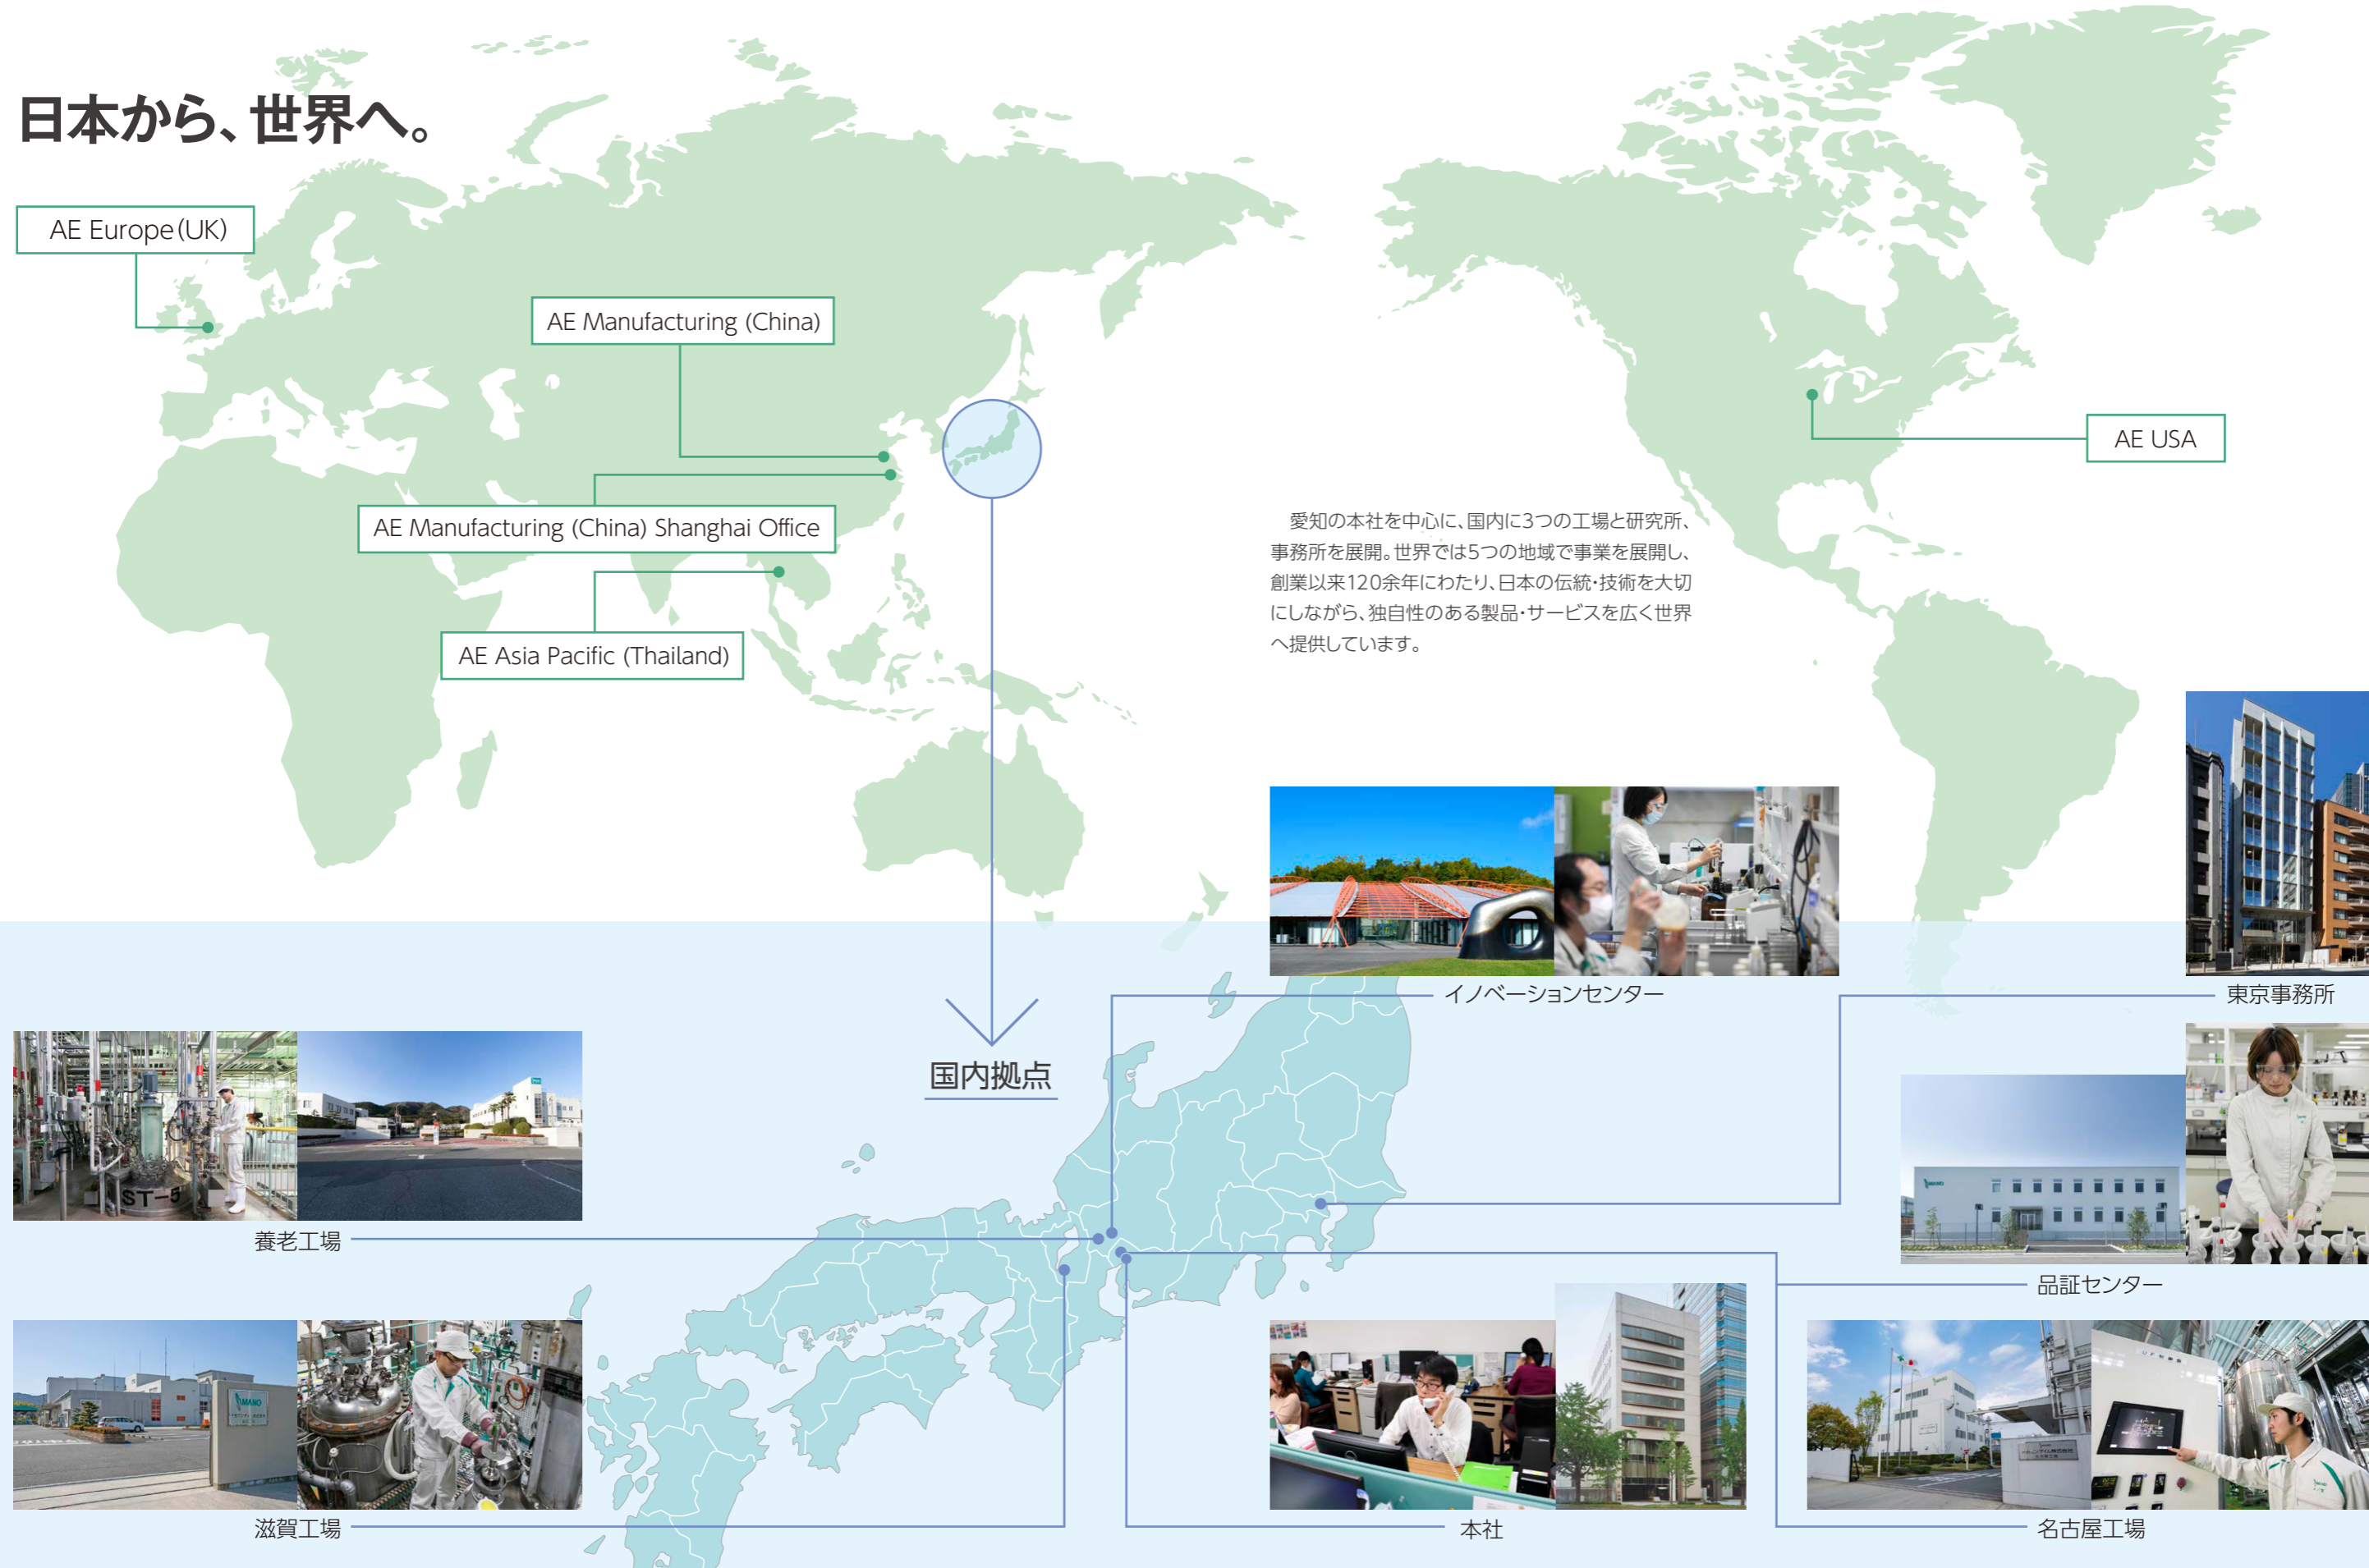 日本から、世界へ。
AE Europe(UK)
AE Manufacturing (China)
AE USA
AE Manufacturing (China) Shanghai Office
AE Asia Pacific (Thailand)
愛知の本社を中心に、国内に3つの工場と研究所、
事務所を展開。世界では5つの地域で事業を展開し、
創業以来120余年にわたり、日本の伝統・技術を大切
にしながら、独自性のある製品・サービスを広く世界
へ提供しています。
イノベーションセンター
東京事務所
国内拠点
ST-5
養老工場
AMANO
品証センター
AMANO
滋賀工場
本社
名古屋工場